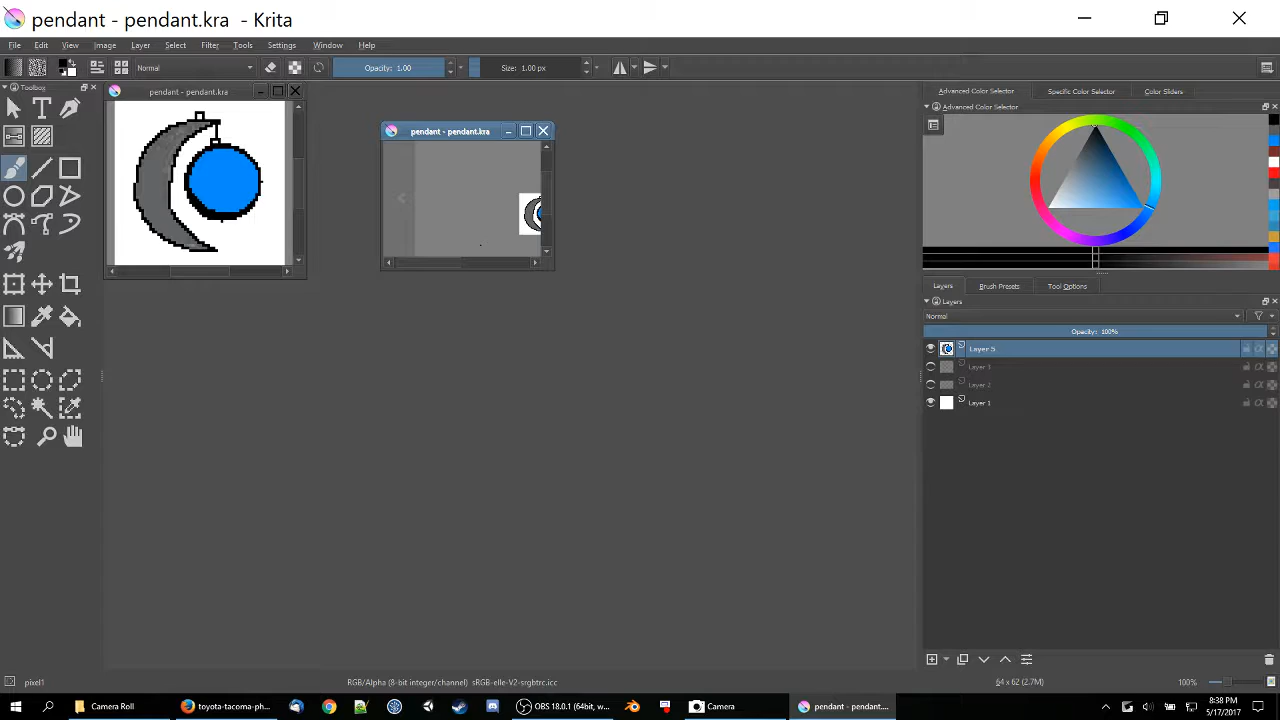 pendant - pendant.kra - Krita
File Edit View Image Layer Select Filter Tools Settings Window Help
Normal Opacity: 1.00 Size: 1.00 px
Toolbox
pendant - pendant.kra
pendant - pendant.kra
Advanced Color Selector Specific Color Selector Color Sliders
Advanced Color Selector
Layers Brush Presets Tool Options
Layers
Normal
Opacity: 100%
Layer 5
Layer 2
Layer 1
pixel1 RGB/Alpha (8-bit integer/channel) sRGB-elle-V2-srgbtrc.icc 64 x 62 (2.7M) 100%
Camera Roll toyota-tacoma-ph... OBS 18.0.1 (64bit, w... Camera pendant - pendant....
8:38 PM
5/17/2017